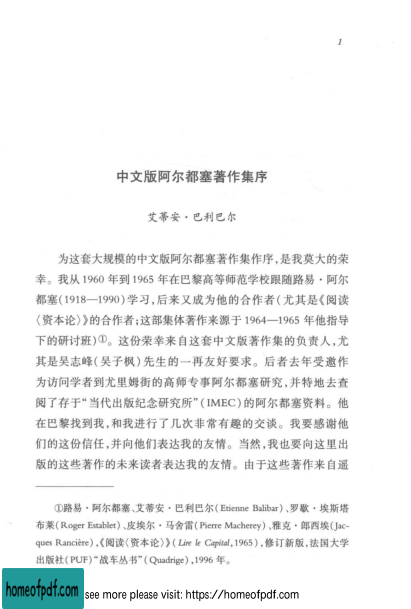 1
中文版阿尔都塞著作集序
艾蒂安·巴利巴尔
为这套大规模的中文版阿尔都塞著作集作序，是我莫大的荣
幸。我从1960 年到1965 年在巴黎高等师范学校跟随路易·阿尔
都塞(1918—1990)学习，后来又成为他的合作者(尤其是《阅读
〈资本论〉》的合作者；这部集体著作来源于 1964—1965 年他指导
下的研讨班)①。这份荣幸来自这套中文版著作集的负责人，尤
其是吴志峰(吴子枫)先生的一再友好要求。后者去年受邀作
为访问学者到尤里姆街的高师专事阿尔都塞研究，并特地去查
阅了存于“当代出版纪念研究所”(IMEC)的阿尔都塞资料。他
在巴黎找到我，和我进行了几次非常有趣的交谈。我要感谢他
们的这份信任，并向他们表达我的友情。当然，我也要向这里出
版的这些著作的未来读者表达我的友情。由于这些著作来自遥
①路易·阿尔都塞、艾蒂安·巴利巴尔(Etienne Balibar)、罗歇·埃斯塔
布莱(Roger Establet)、皮埃尔·马舍雷(Pierre Macherey)、雅克·郎西埃(Jac-
ques Rancière)，《阅读〈资本论〉》(Lire le Capital,1965)，修订新版，法国大学
出版社(PUF)“战车丛书”(Quadrige)，1996 年。
homeofpdf.com
see more please visit: https://homeofpdf.com